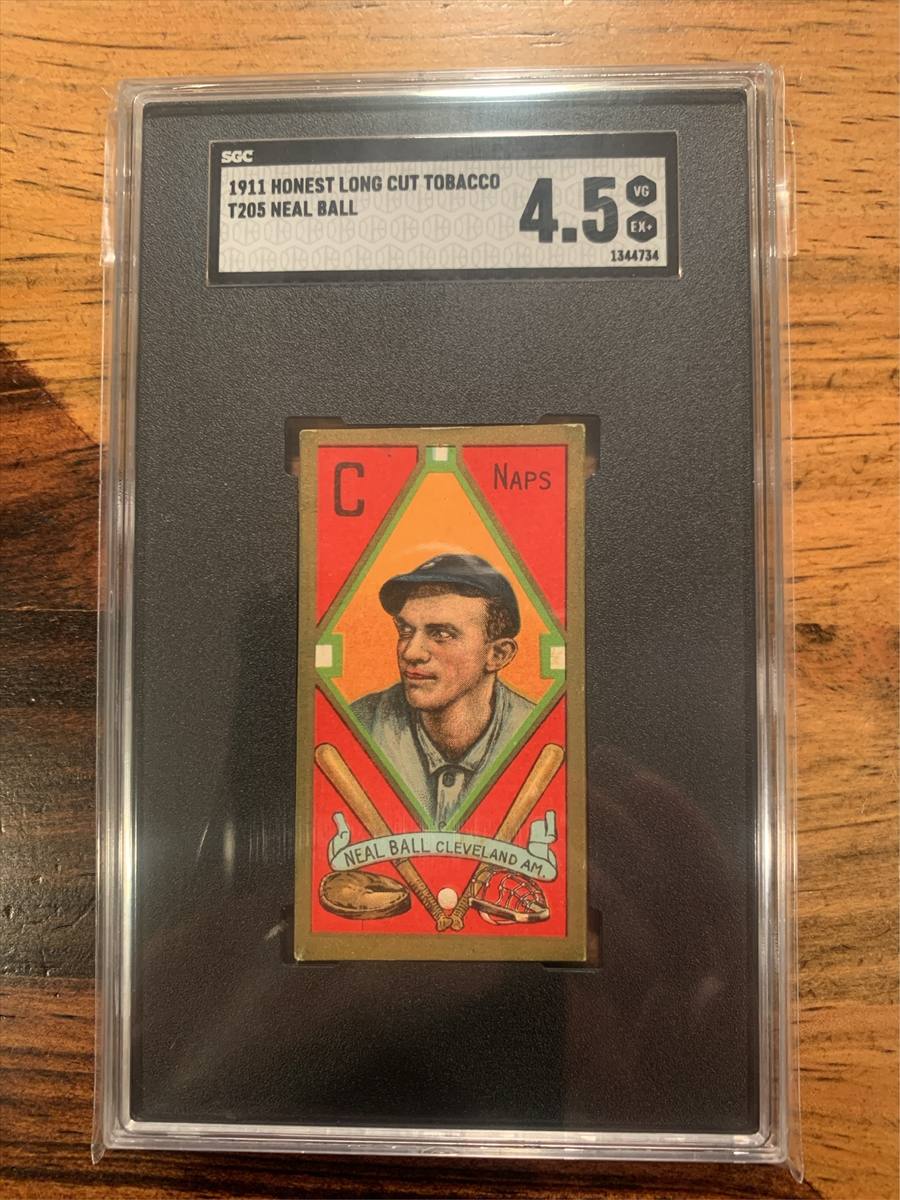 SGC
1911 HONEST LONG CUT TOBACCO
T205 NEAL BALL
4.5
VG
EX+
1344734
C
NAPS
NEAL BALL CLEVELAND AM.